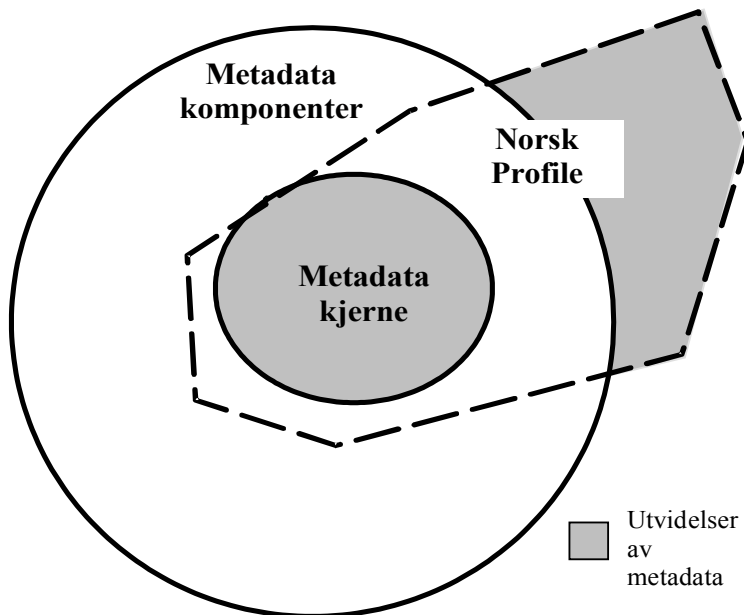 Metadata
komponenter
Norsk
Profile
Metadata
kjerne
Utvidelser
av
metadata